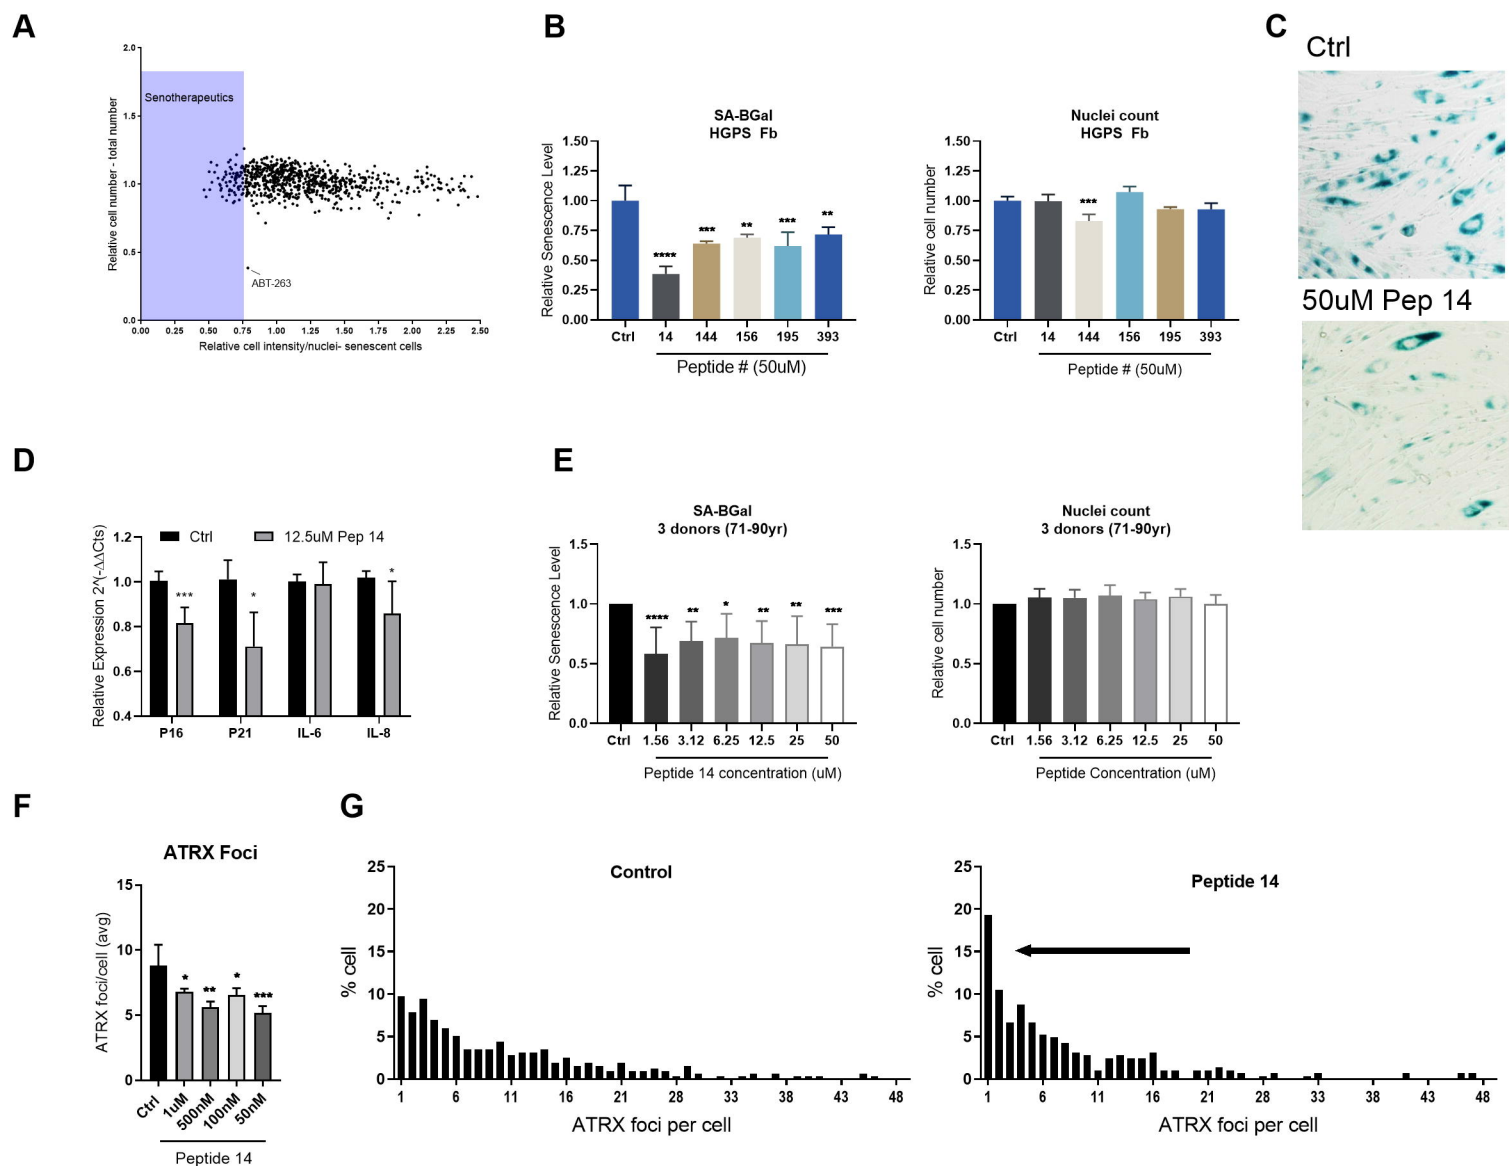 A
2.0
1.5
1.0
0.5
0.0
Relative cell number - total number
Senotherapeutics
ABT-263
0.00 0.25 0.50 0.75 1.00 1.25 1.50 1.75 2.00 2.25 2.50
Relative cell intensity/nuclei- senescent cells
B
SA-BGal
HGPS Fb
1.50
1.25
1.00
0.75
0.50
0.25
0.00
Relative Senescence Level
**** *** ** *** **
Ctrl 14 144 156 195 393
Peptide # (50uM)
Nuclei count
HGPS Fb
1.50
1.25
1.00
0.75
0.50
0.25
0.00
Relative cell number
***
Ctrl 14 144 156 195 393
Peptide # (50uM)
C
Ctrl
50uM Pep 14
D
Ctrl 12.5uM Pep 14
1.2
1.0
0.8
0.6
0.4
Relative Expression 2^(-ΔΔCts)
*** * *
P16 P21 IL-6 IL-8
E
SA-BGal
3 donors (71-90yr)
1.5
1.0
0.5
0.0
Relative Senescence Level
**** ** * ** ** ***
Ctrl 1.56 3.12 6.25 12.5 25 50
Peptide 14 concentration (uM)
Nuclei count
3 donors (71-90yr)
1.5
1.0
0.5
0.0
Relative cell number
Ctrl 1.56 3.12 6.25 12.5 25 50
Peptide Concentration (uM)
F
ATRX Foci
15
10
5
0
ATRX foci/cell (avg)
* ** * ***
Ctrl 1uM 500nM 100nM 50nM
Peptide 14
G
Control
25
20
15
10
5
0
% cell
1 6 11 16 21 28 33 38 43 48
ATRX foci per cell
Peptide 14
25
20
15
10
5
0
% cell
1 6 11 16 21 28 33 38 43 48
ATRX foci per cell